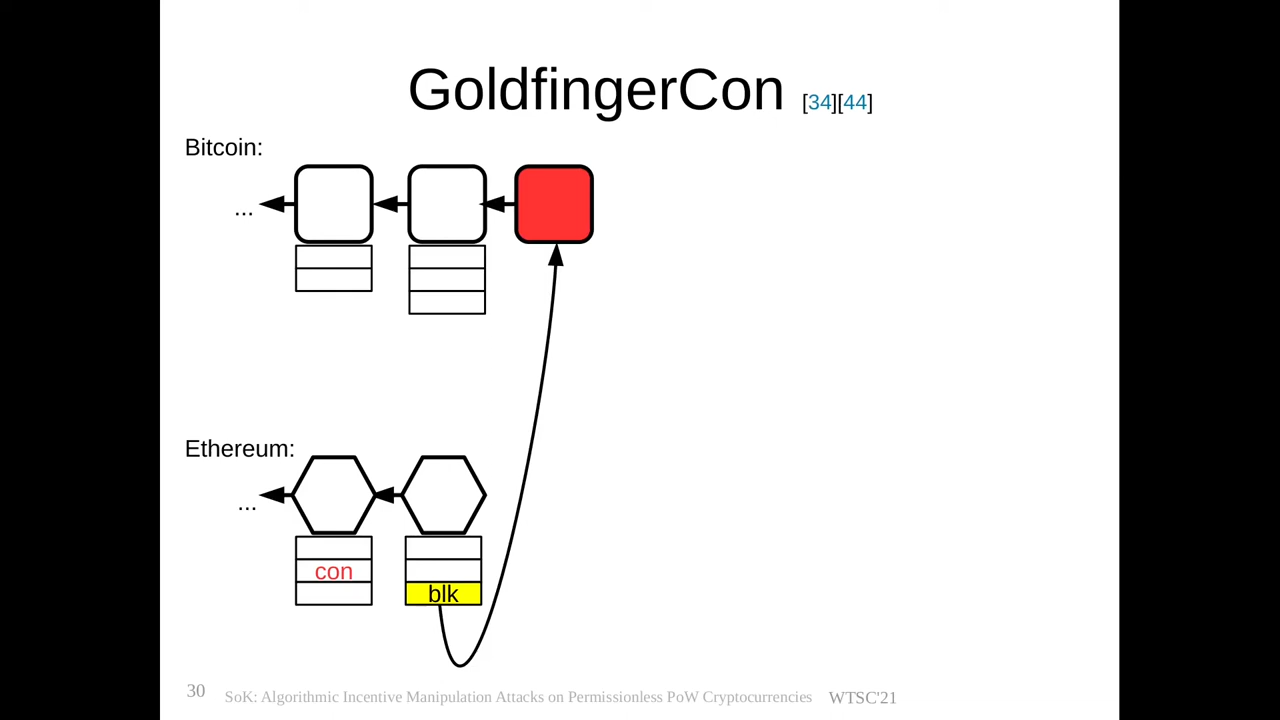 GoldfingerCon [34][44]
Bitcoin:
...
Ethereum:
...
con
blk
30 SoK: Algorithmic Incentive Manipulation Attacks on Permissionless PoW Cryptocurrencies WTSC'21